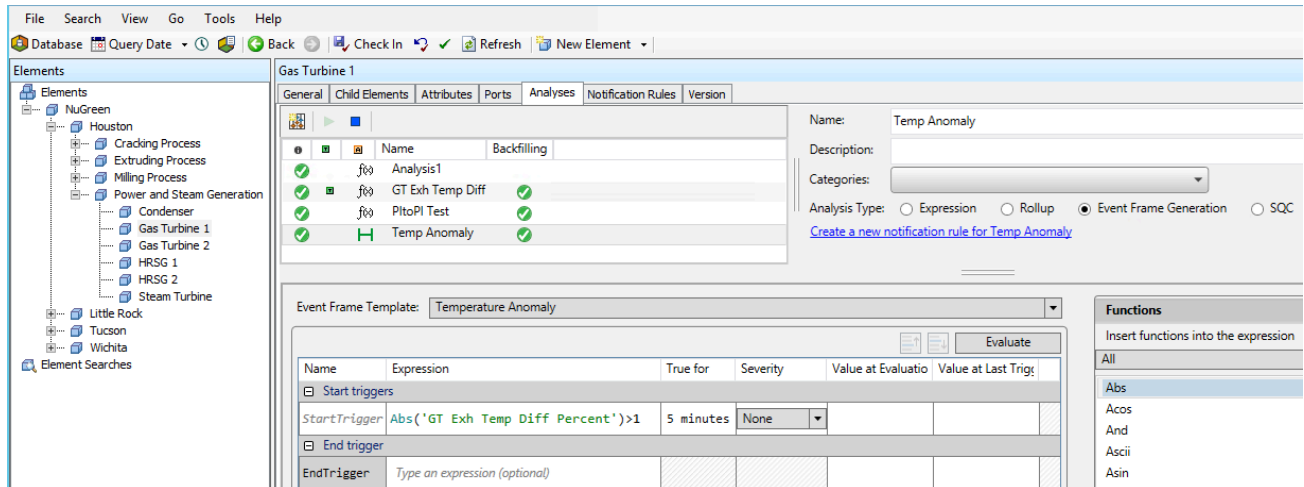 File Search View Go Tools Help
Database Query Date Back Check In Refresh New Element
Elements
Elements
NuGreen
Houston
Cracking Process
Extruding Process
Milling Process
Power and Steam Generation
Condenser
Gas Turbine 1
Gas Turbine 2
HRSG 1
HRSG 2
Steam Turbine
Little Rock
Tucson
Wichita
Element Searches
Gas Turbine 1
General Child Elements Attributes Ports Analyses Notification Rules Version
Name Backfilling
f(x) Analysis1
f(x) GT Exh Temp Diff
f(x) PItoPI Test
Temp Anomaly
Name: Temp Anomaly
Description:
Categories:
Analysis Type: Expression Rollup Event Frame Generation SQC
Create a new notification rule for Temp Anomaly
Event Frame Template: Temperature Anomaly
Evaluate
Name Expression True for Severity Value at Evaluatio Value at Last Trigg
Start triggers
StartTrigger Abs('GT Exh Temp Diff Percent')>1 5 minutes None
End trigger
EndTrigger Type an expression (optional)
Functions
Insert functions into the expression
All
Abs
Acos
And
Ascii
Asin